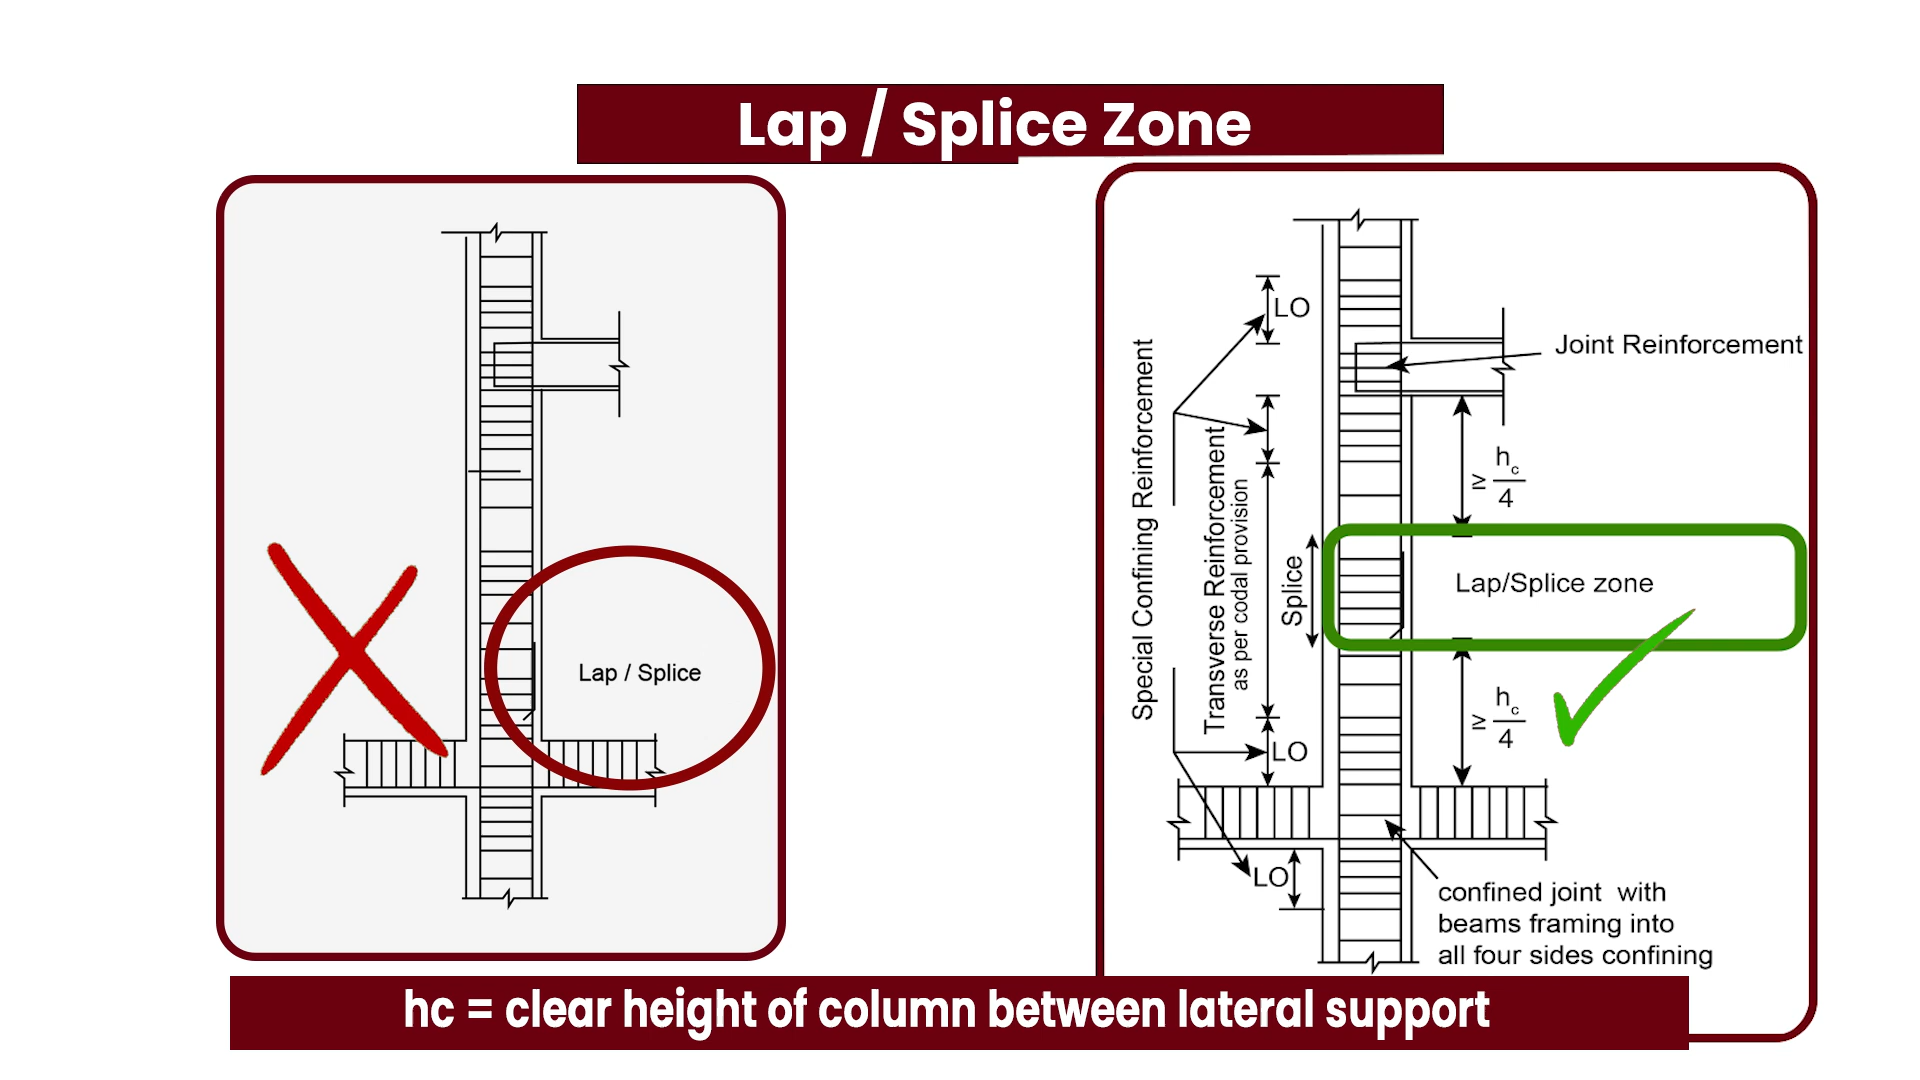 Lap / Splice Zone
Lap / Splice
LO
Joint Reinforcement
Special Confining Reinforcement
Transverse Reinforcement
as per codal provision
≥ hc/4
Splice
Lap/Splice zone
≥ hc/4
LO
LO
confined joint with
beams framing into
all four sides confining
hc = clear height of column between lateral support